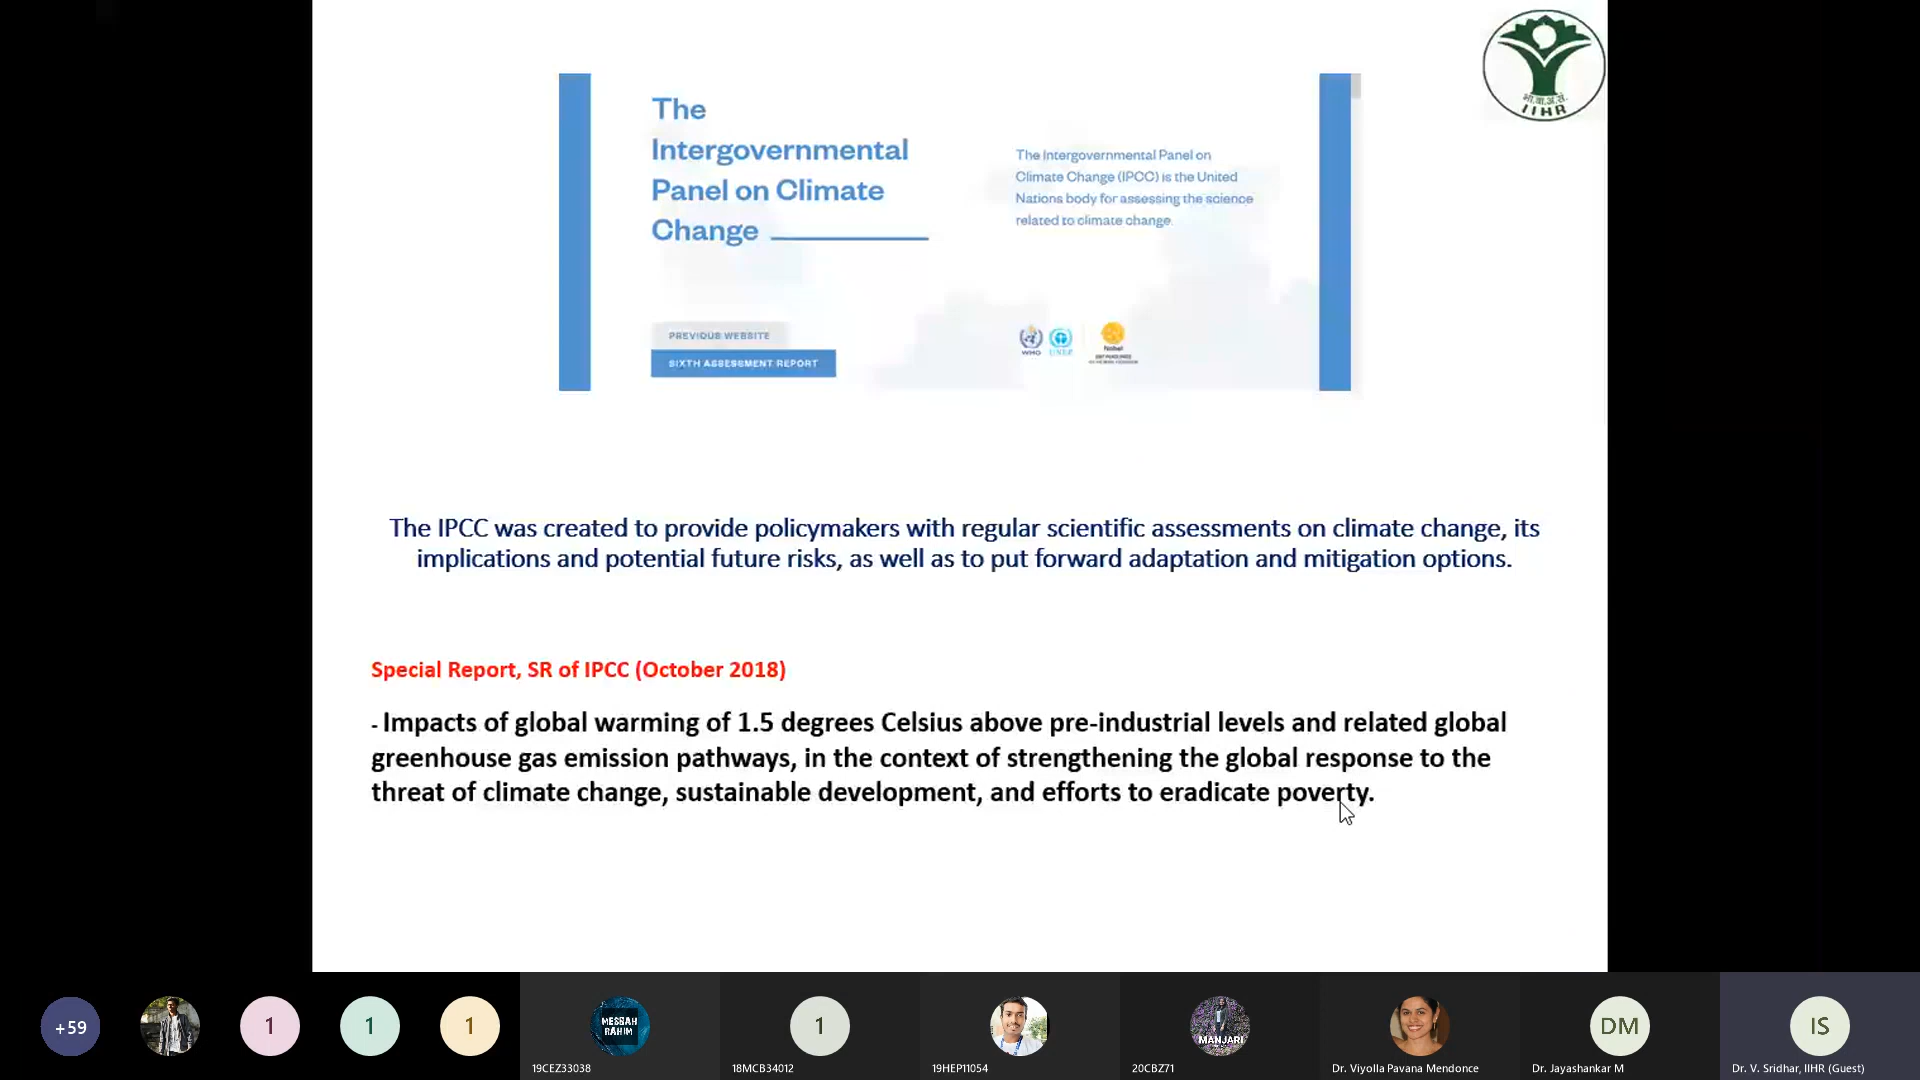 The
Intergovernmental
Panel on Climate
Change
The Intergovernmental Panel on
Climate Change (IPCC) is the United
Nations body for assessing the science
related to climate change.
PREVIOUS WEBSITE
SIXTH ASSESSMENT REPORT
WMO
UNEP
Nobel
भा.बा.अ.सं.
IIHR
The IPCC was created to provide policymakers with regular scientific assessments on climate change, its
implications and potential future risks, as well as to put forward adaptation and mitigation options.
Special Report, SR of IPCC (October 2018)
- Impacts of global warming of 1.5 degrees Celsius above pre-industrial levels and related global
greenhouse gas emission pathways, in the context of strengthening the global response to the
threat of climate change, sustainable development, and efforts to eradicate poverty.
+59
1
1
1
MESBAH
RAHIM
19CEZ33038
1
18MCB34012
19HEP11054
MANJARI
20CBZ71
Dr. Viyolla Pavana Mendonce
DM
Dr. Jayashankar M
IS
Dr. V. Sridhar, IIHR (Guest)